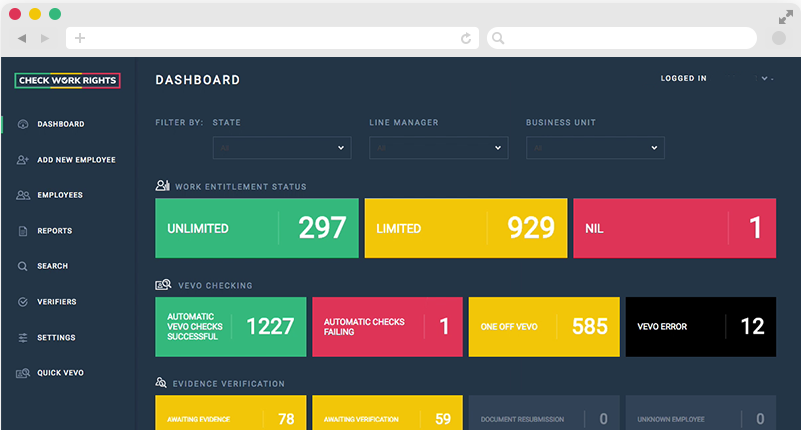 CHECK WORK RIGHTS
DASHBOARD
LOGGED IN
DASHBOARD
ADD NEW EMPLOYEE
EMPLOYEES
REPORTS
SEARCH
VERIFIERS
SETTINGS
QUICK VEVO
FILTER BY: STATE LINE MANAGER BUSINESS UNIT
All All All
WORK ENTITLEMENT STATUS
UNLIMITED 297 LIMITED 929 NIL 1
VEVO CHECKING
AUTOMATIC
VEVO CHECKS
SUCCESSFUL
1227
AUTOMATIC CHECKS
FAILING
1
ONE OFF VEVO 585
VEVO ERROR 12
EVIDENCE VERIFICATION
AWAITING EVIDENCE 78
AWAITING VERIFICATION 59
DOCUMENT RESUBMISSION 0
UNKNOWN EMPLOYEE 0